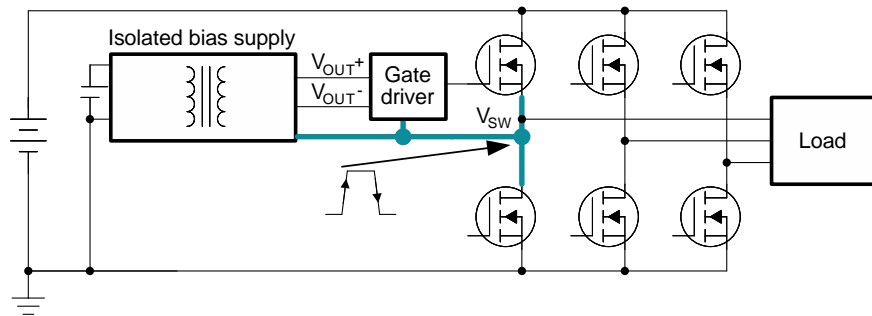 Isolated bias supply
VOUT+
VOUT-
Gate
driver
VSW
Load